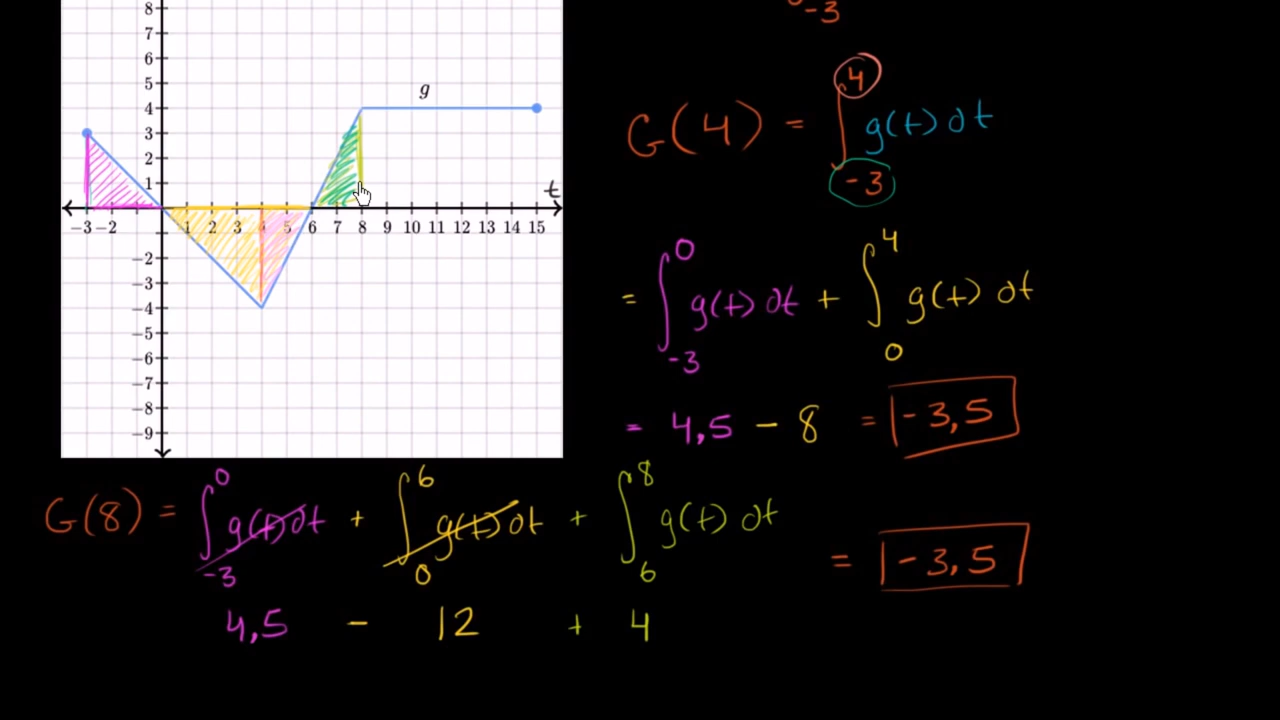 8
7
6
5
4
3
2
1
-2
-3
-4
-5
-6
-7
-8
-9
-3 -2 1 2 3 4 5 6 7 8 9 10 11 12 13 14 15
g
t
-3
G(4) = ∫_{-3}^{4} g(t) dt
= ∫_{-3}^{0} g(t) dt + ∫_{0}^{4} g(t) dt
= 4,5 - 8 = -3,5
G(8) = ∫_{-3}^{0} g(t) dt + ∫_{0}^{6} g(t) dt + ∫_{6}^{8} g(t) dt
= -3,5
4,5 - 12 + 4